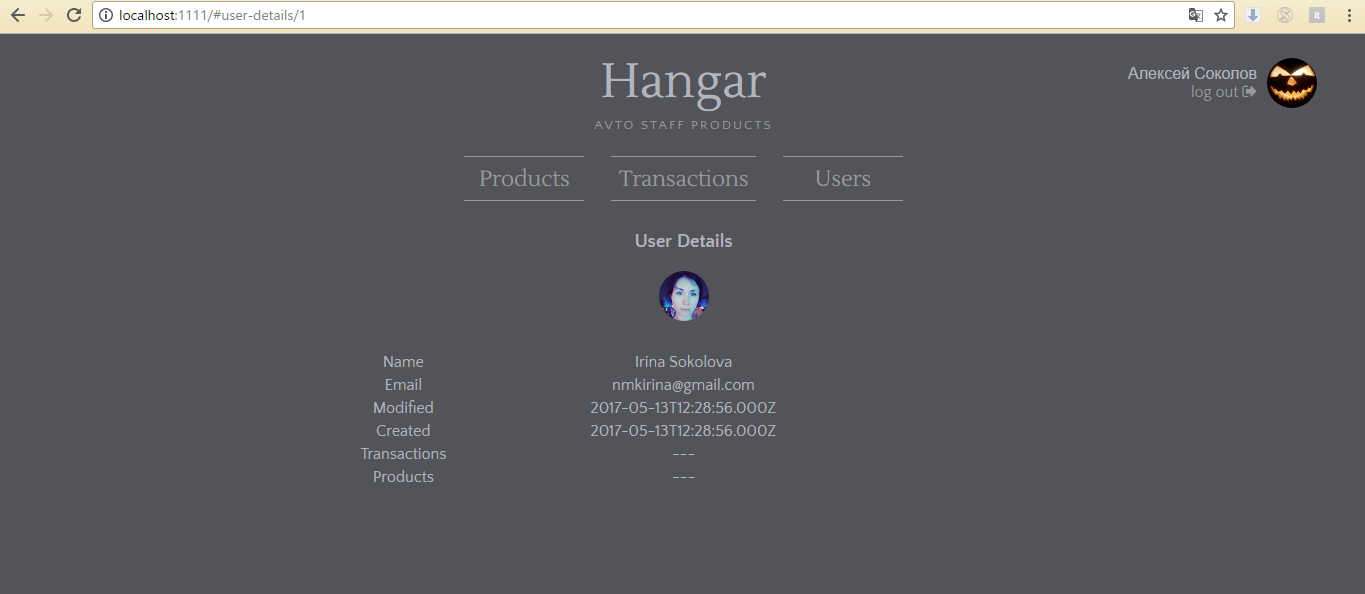 localhost:1111/#user-details/1
Hangar
AVTO STAFF PRODUCTS
Алексей Соколов
log out
Products Transactions Users
User Details
Name Irina Sokolova
Email nmkirina@gmail.com
Modified 2017-05-13T12:28:56.000Z
Created 2017-05-13T12:28:56.000Z
Transactions ---
Products ---